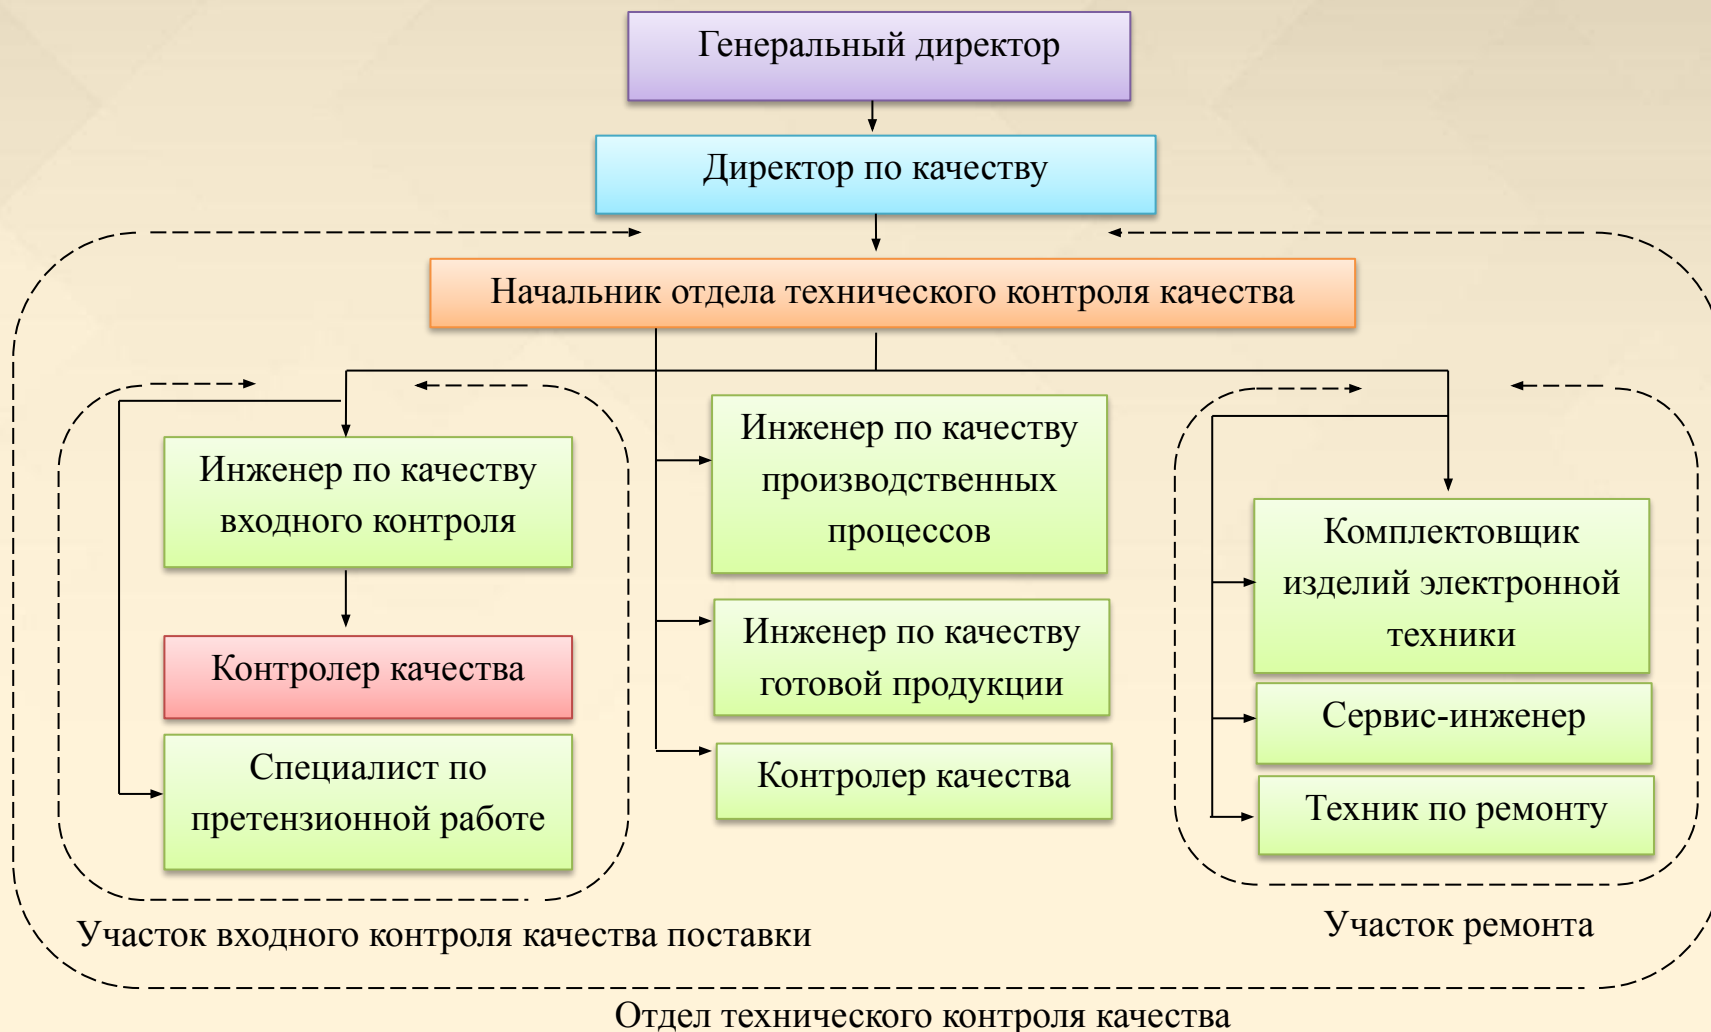 Генеральный директор
Директор по качеству
Начальник отдела технического контроля качества
Инженер по качеству
входного контроля
Контролер качества
Специалист по
претензионной работе
Участок входного контроля качества поставки
Инженер по качеству
производственных
процессов
Инженер по качеству
готовой продукции
Контролер качества
Комплектовщик
изделий электронной
техники
Сервис-инженер
Техник по ремонту
Участок ремонта
Отдел технического контроля качества